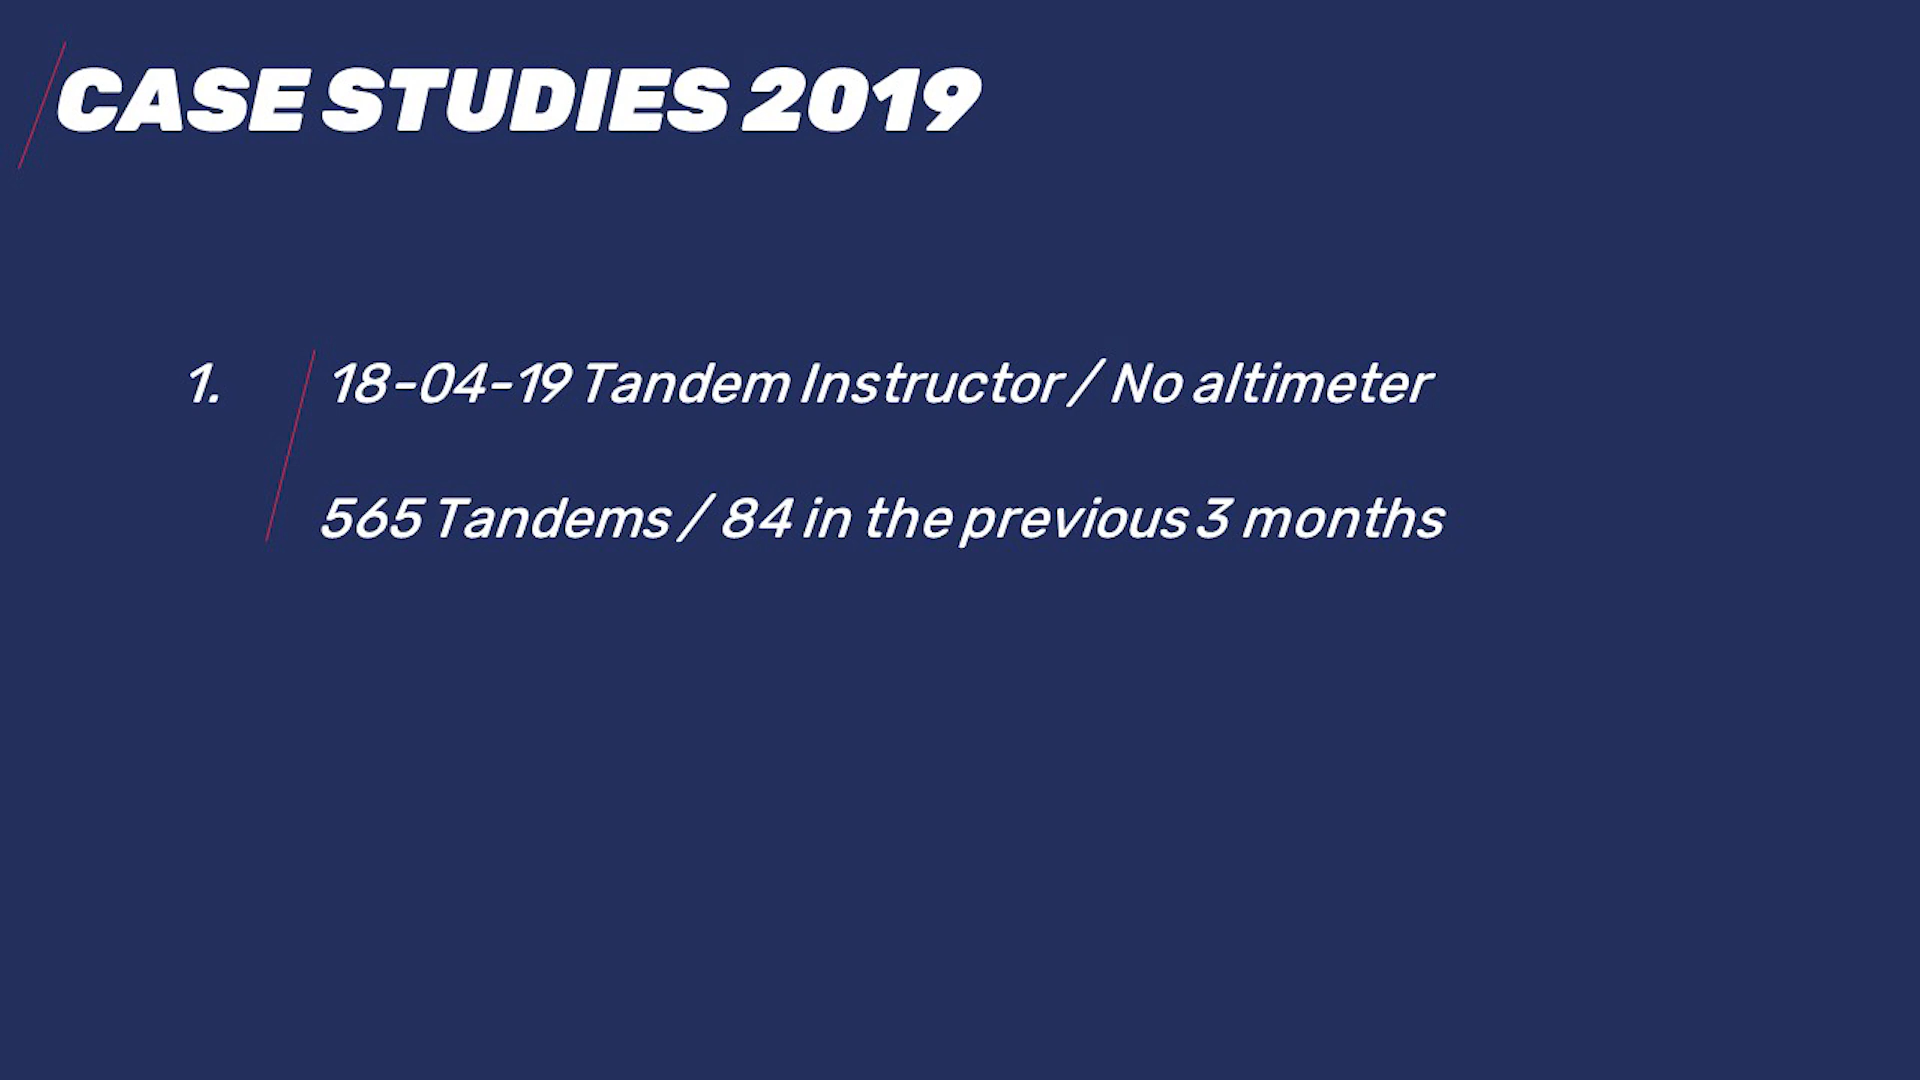 CASE STUDIES 2019
1. 18-04-19 Tandem Instructor / No altimeter
565 Tandems / 84 in the previous 3 months